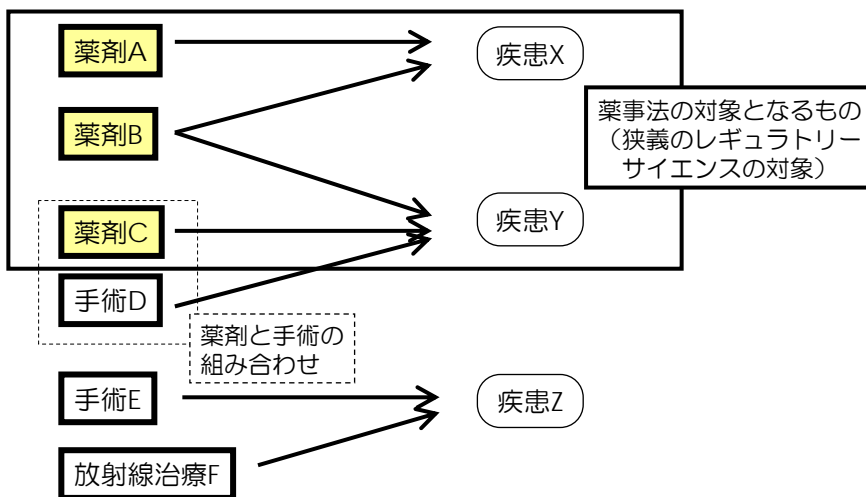 薬剤A
疾患X
薬剤B
薬事法の対象となるもの
（狭義のレギュラトリー
サイエンスの対象）
薬剤C
疾患Y
手術D
薬剤と手術の
組み合わせ
手術E
疾患Z
放射線治療F